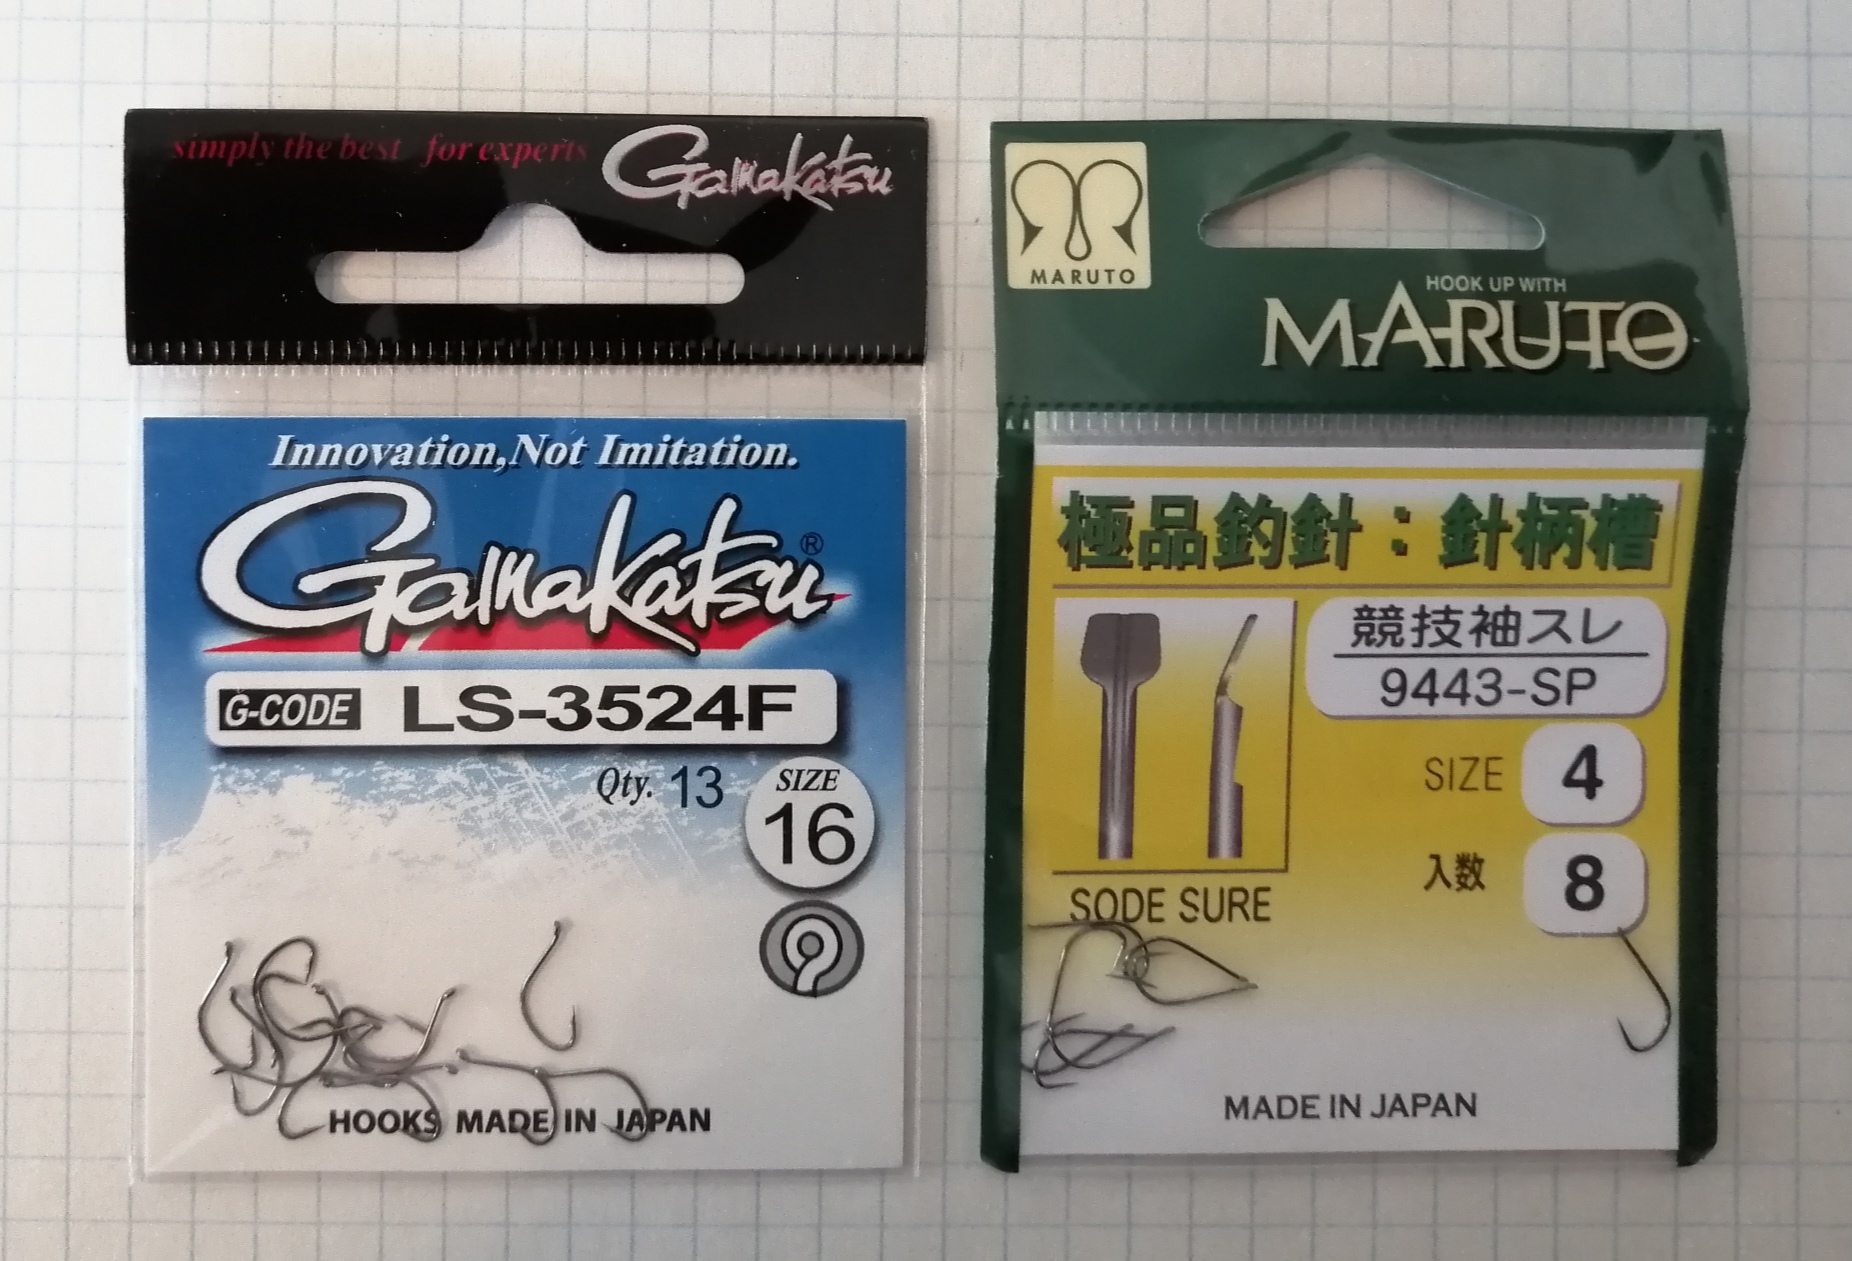 simply the best for experts Gamakatsu
Innovation,Not Imitation.
Gamakatsu®
G-CODE LS-3524F
Qty. 13
SIZE
16
HOOKS MADE IN JAPAN
MARUTO
HOOK UP WITH
MARUTO
極品釣針：針柄槽
競技袖スレ
9443-SP
SIZE 4
入数 8
SODE SURE
MADE IN JAPAN